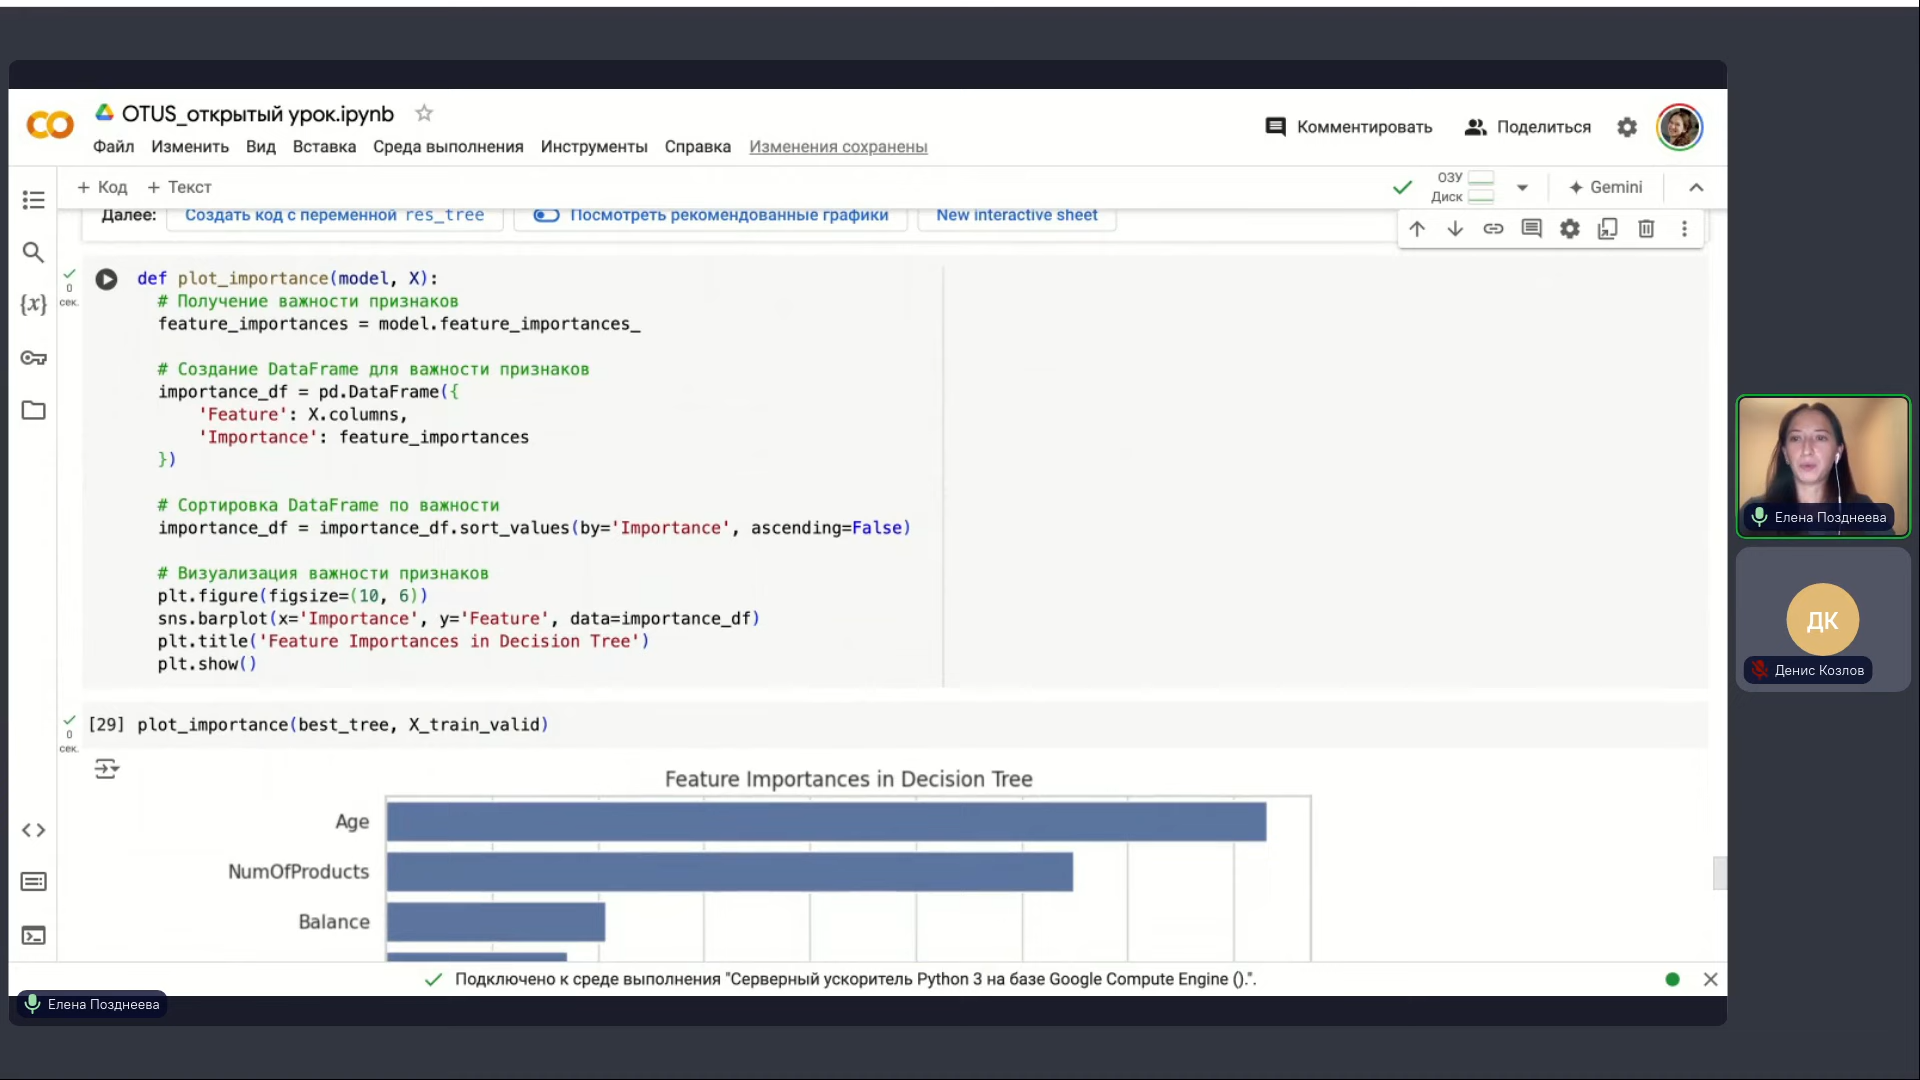 OTUS_открытый урок.ipynb
Комментировать
Поделиться
Файл Изменить Вид Вставка Среда выполнения Инструменты Справка Изменения сохранены
+ Код + Текст
ОЗУ
Диск
Gemini
Далее: Создать код с переменной res_tree Посмотреть рекомендованные графики New interactive sheet
0
сек.
def plot_importance(model, X):
# Получение важности признаков
feature_importances = model.feature_importances_
# Создание DataFrame для важности признаков
importance_df = pd.DataFrame({
'Feature': X.columns,
'Importance': feature_importances
})
# Сортировка DataFrame по важности
importance_df = importance_df.sort_values(by='Importance', ascending=False)
# Визуализация важности признаков
plt.figure(figsize=(10, 6))
sns.barplot(x='Importance', y='Feature', data=importance_df)
plt.title('Feature Importances in Decision Tree')
plt.show()
0
сек.
[29] plot_importance(best_tree, X_train_valid)
Feature Importances in Decision Tree
Age
NumOfProducts
Balance
Подключено к среде выполнения "Серверный ускоритель Python 3 на базе Google Compute Engine ().".
Елена Позднеева
Елена Позднеева
ДК
Денис Козлов